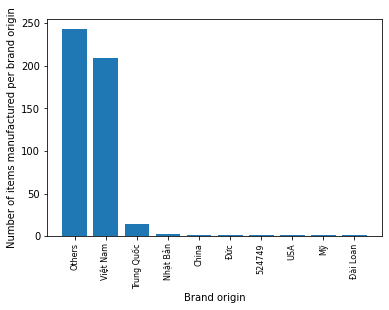 Number of items manufactured per brand origin
250
200
150
100
50
0
Others
Việt Nam
Trung Quốc
Nhật Bản
China
Đức
524749
USA
Mỹ
Đài Loan
Brand origin